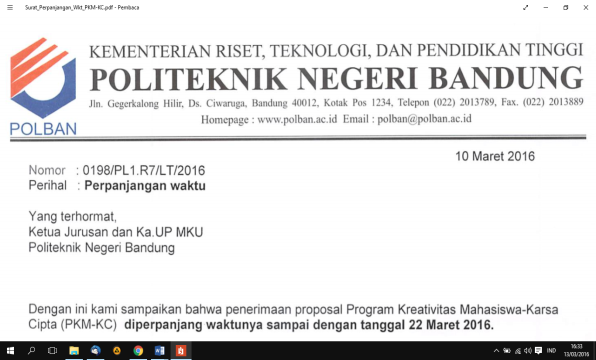 Surat_Perpanjangan_Wkt_PKM-KC.pdf - Pembaca
KEMENTERIAN RISET, TEKNOLOGI, DAN PENDIDIKAN TINGGI
POLITEKNIK NEGERI BANDUNG
Jln. Gegerkalong Hilir, Ds. Ciwaruga, Bandung 40012, Kotak Pos 1234, Telepon (022) 2013789, Fax. (022) 2013889
Homepage : www.polban.ac.id Email : polban@polban.ac.id
POLBAN
10 Maret 2016
Nomor : 0198/PL1.R7/LT/2016
Perihal : Perpanjangan waktu
Yang terhormat,
Ketua Jurusan dan Ka.UP MKU
Politeknik Negeri Bandung
Dengan ini kami sampaikan bahwa penerimaan proposal Program Kreativitas Mahasiswa-Karsa
Cipta (PKM-KC) diperpanjang waktunya sampai dengan tanggal 22 Maret 2016.
IND
16:33
13/03/2016